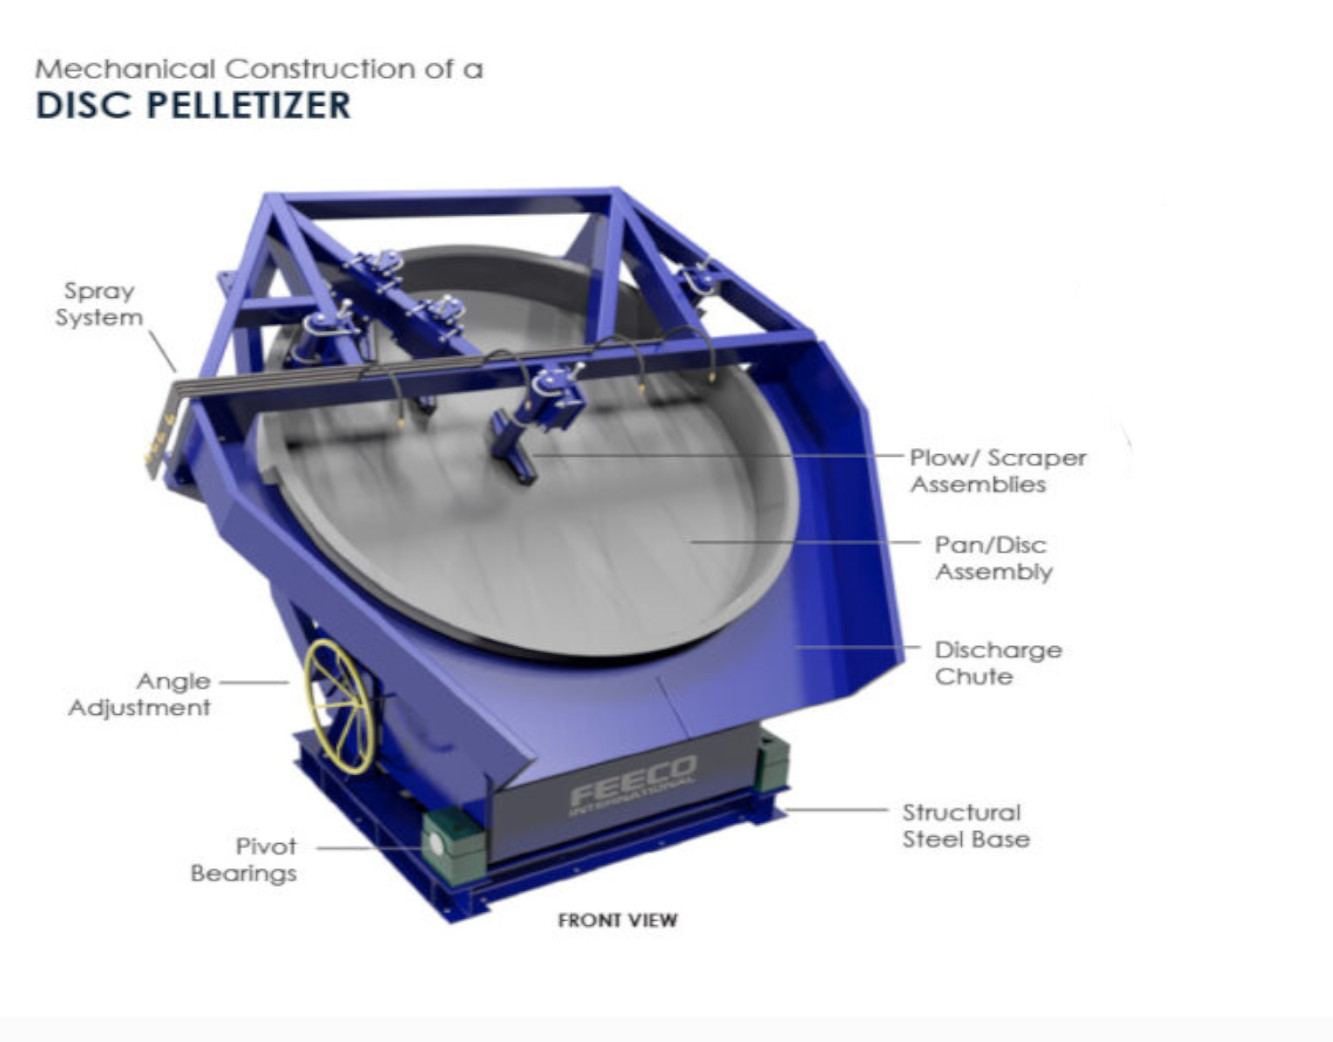 Mechanical Construction of a
DISC PELLETIZER
Spray
System
Plow/ Scraper
Assemblies
Pan/Disc
Assembly
Discharge
Chute
Angle
Adjustment
FEECO
INTERNATIONAL
Structural
Steel Base
Pivot
Bearings
FRONT VIEW